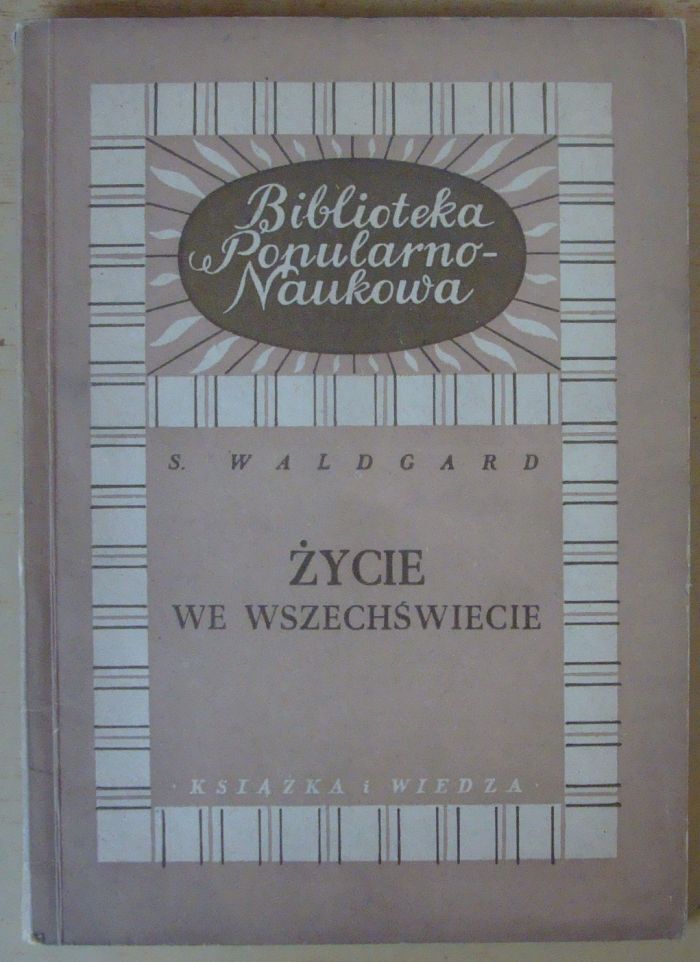 Biblioteka
Popularno-
Naukowa
S. WALDGARD
ŻYCIE
WE WSZECHŚWIECIE
· KSIĄŻKA i WIEDZA ·